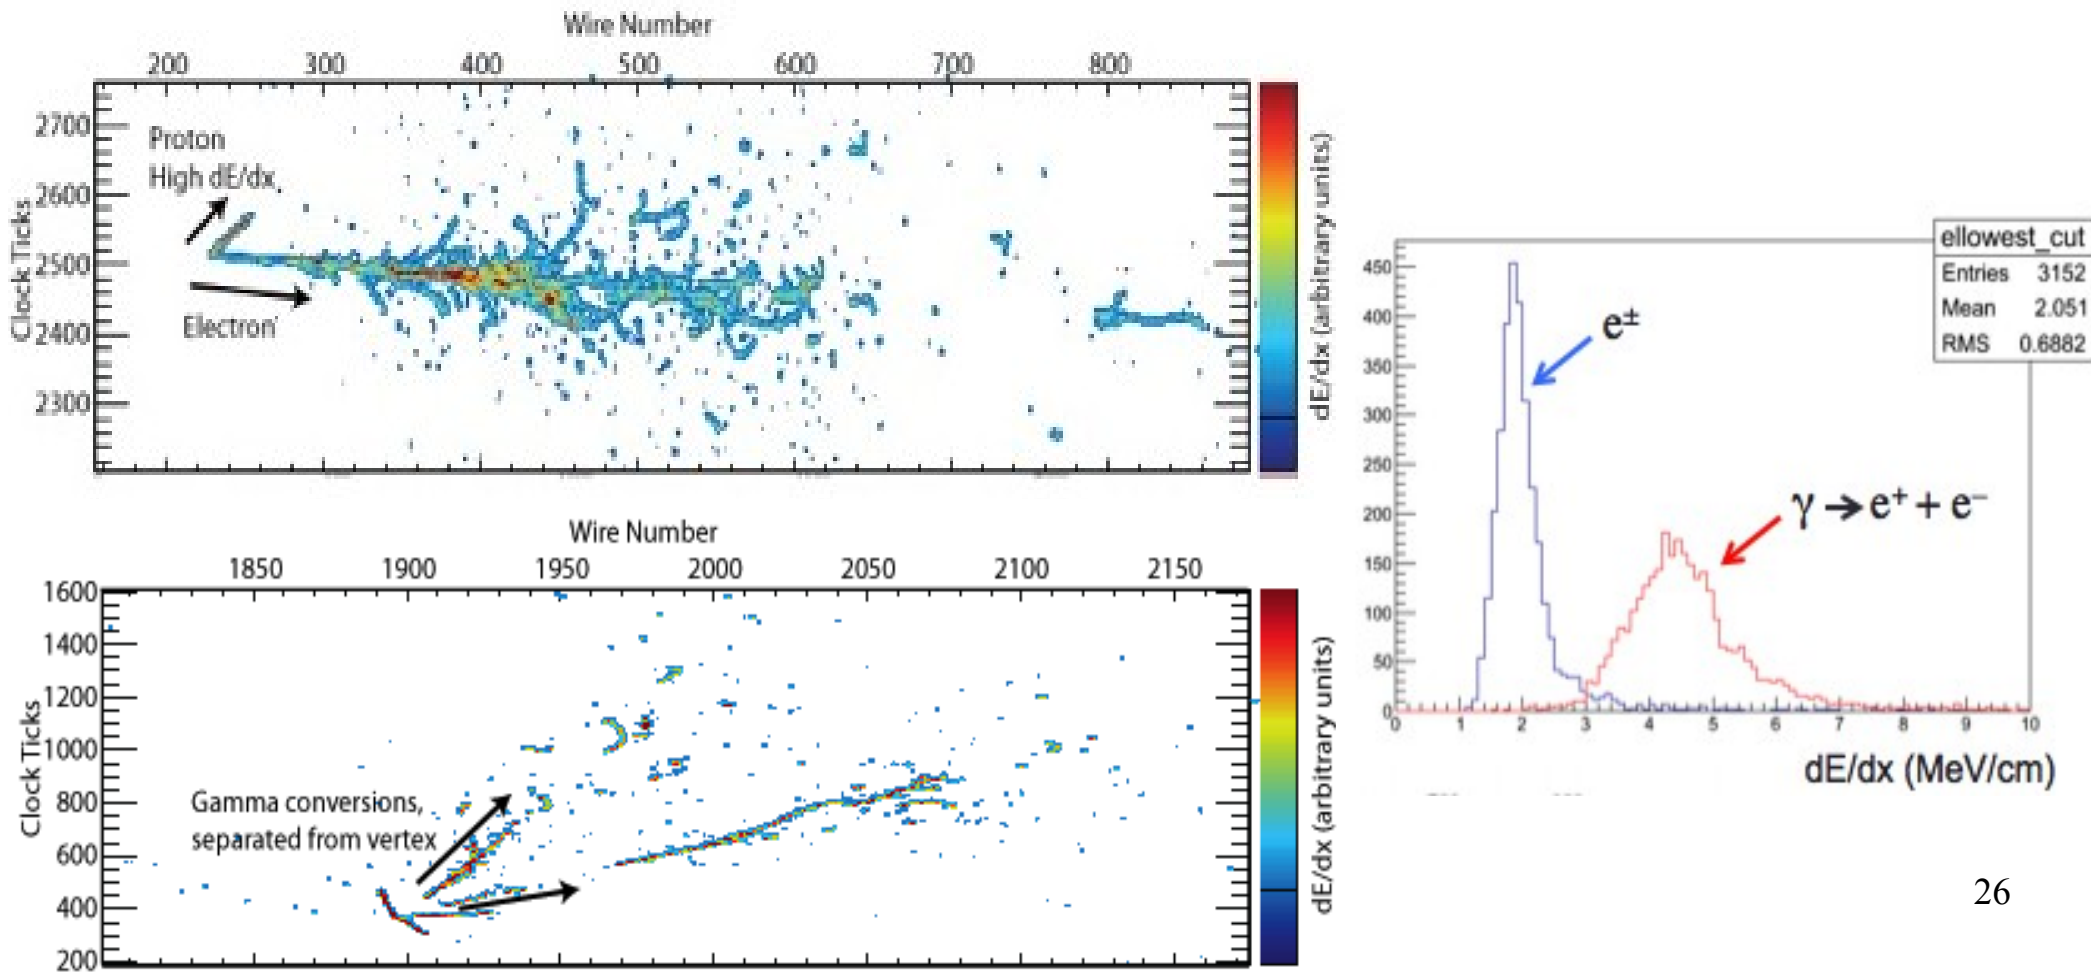 Wire Number
200 300 400 500 600 700 800
2700
2600
2500
2400
2300
Clock Ticks
Proton
High dE/dx
Electron
dE/dx (arbitrary units)
Wire Number
1850 1900 1950 2000 2050 2100 2150
1600
1400
1200
1000
800
600
400
200
Clock Ticks
Gamma conversions,
separated from vertex
dE/dx (arbitrary units)
ellowest_cut
Entries 3152
Mean 2.051
RMS 0.6882
450
400
350
300
250
200
150
100
50
0
e±
γ → e⁺ + e⁻
0 1 2 3 4 5 6 7 8 9 10
dE/dx (MeV/cm)
26